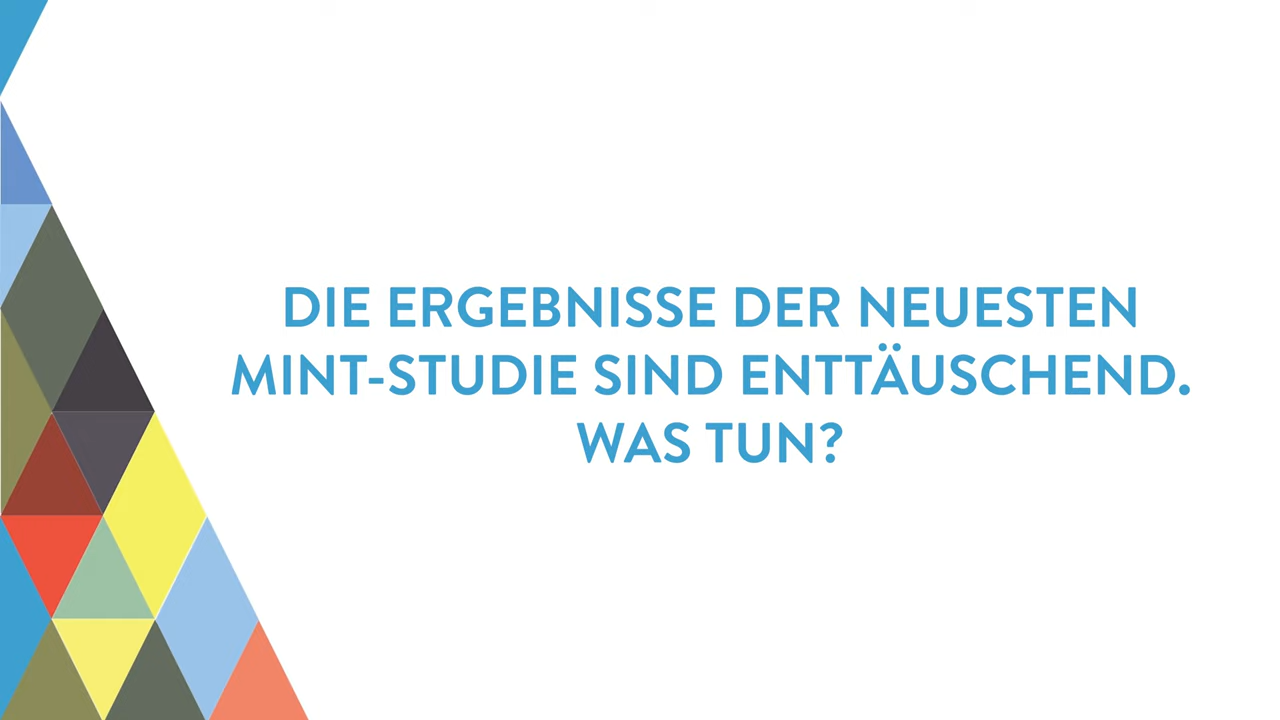 DIE ERGEBNISSE DER NEUESTEN
MINT-STUDIE SIND ENTTÄUSCHEND.
WAS TUN?